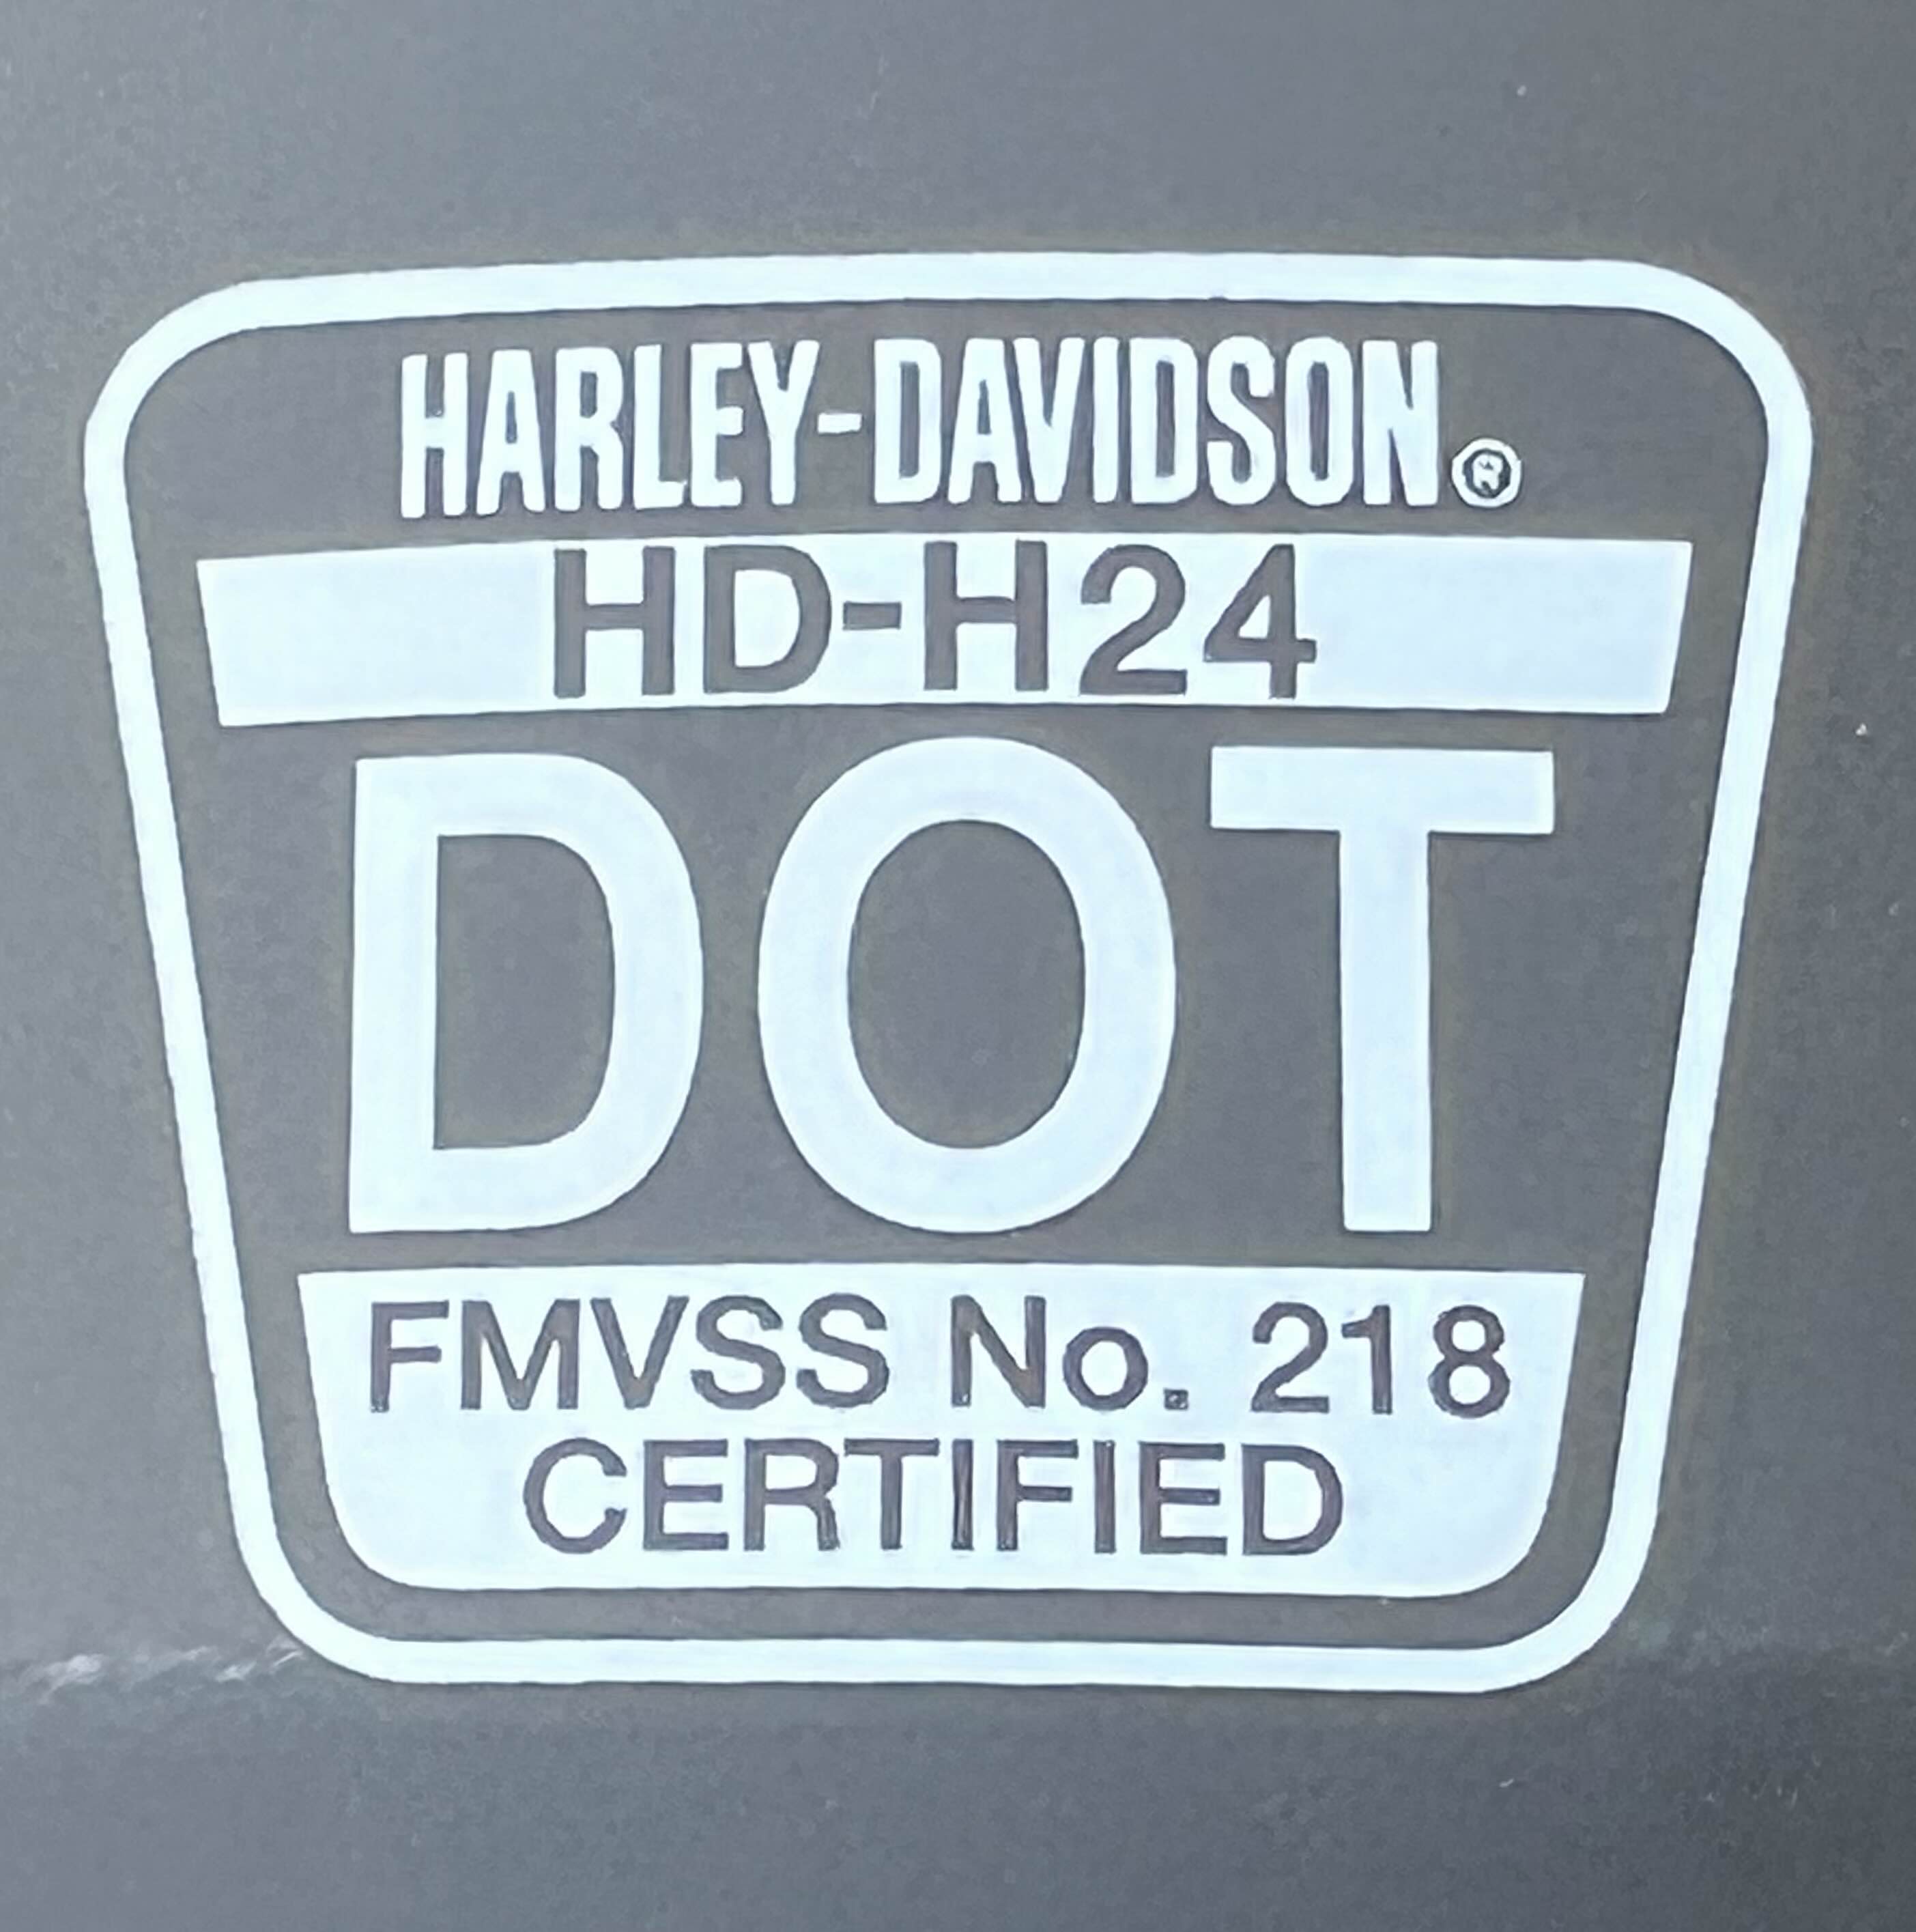 HARLEY-DAVIDSON®
HD-H24
DOT
FMVSS No. 218
CERTIFIED